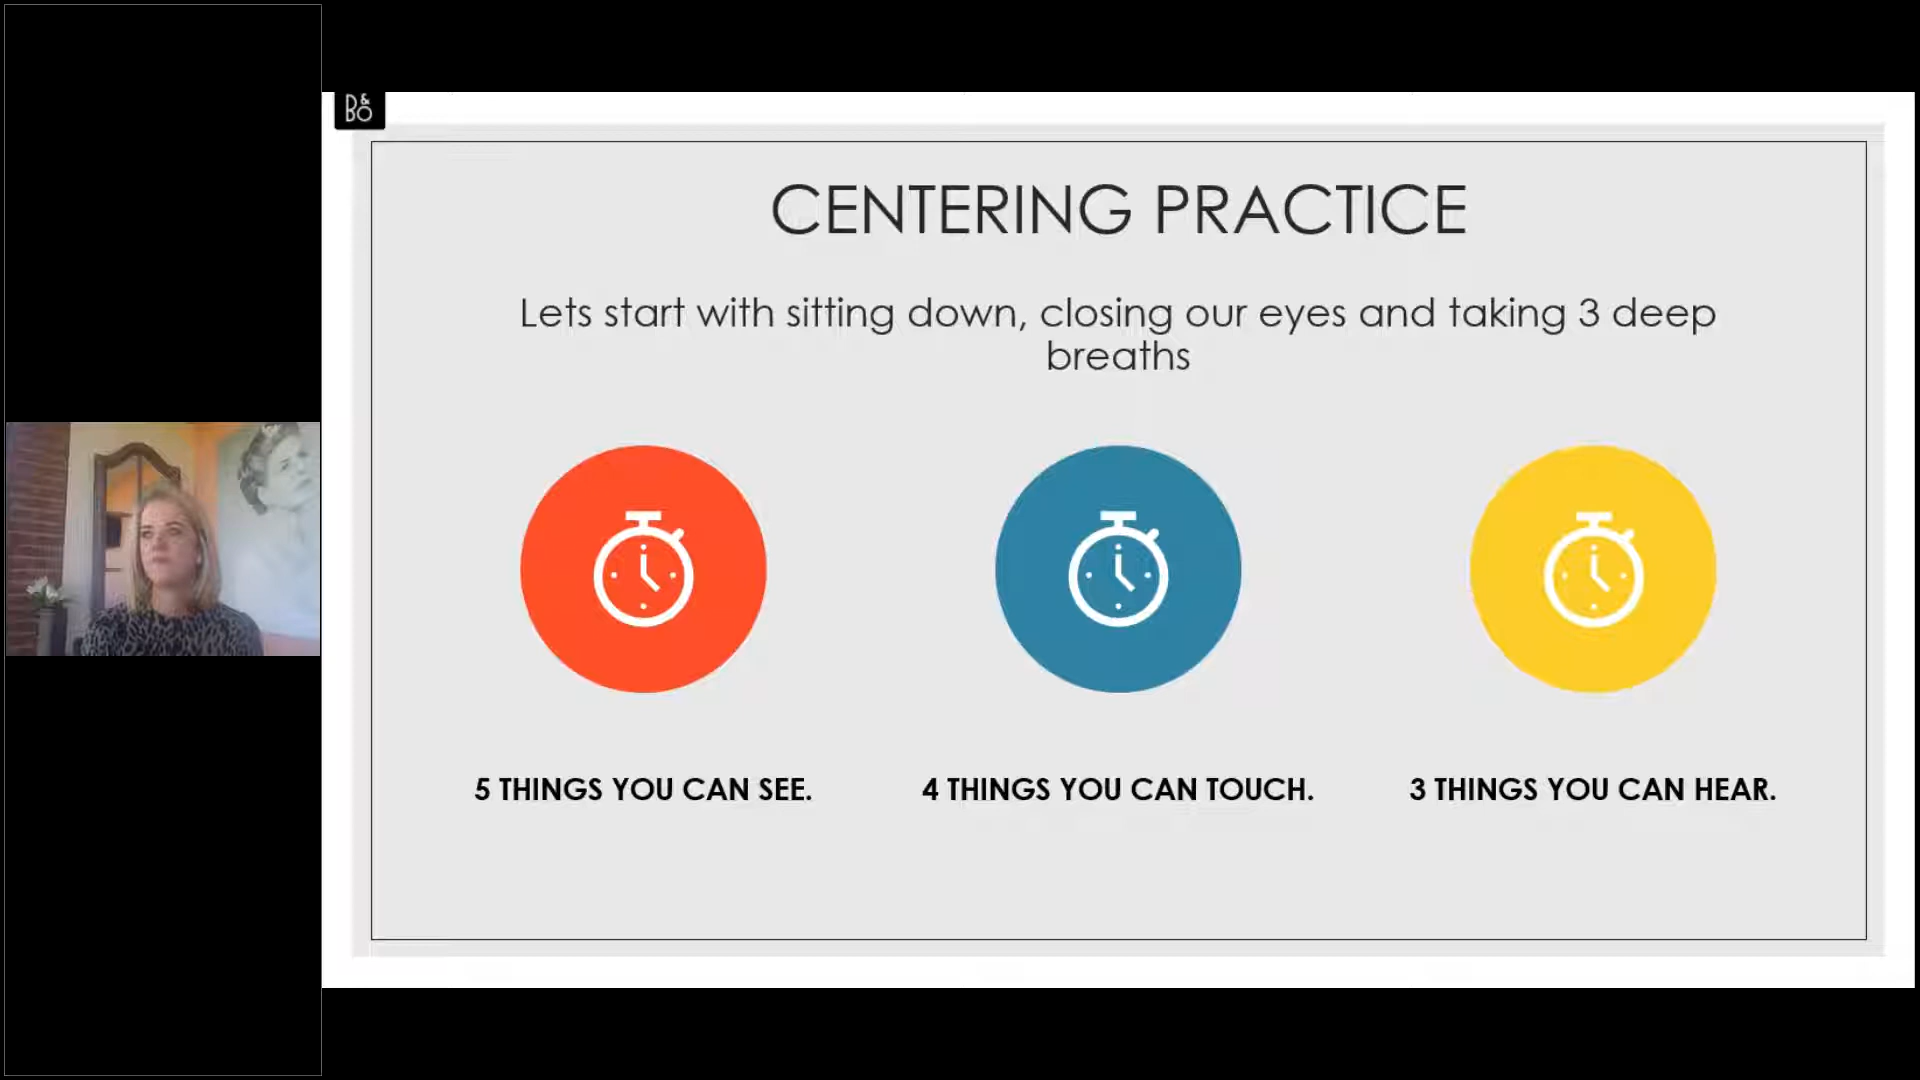 B&O
CENTERING PRACTICE
Lets start with sitting down, closing our eyes and taking 3 deep
breaths
5 THINGS YOU CAN SEE.
4 THINGS YOU CAN TOUCH.
3 THINGS YOU CAN HEAR.